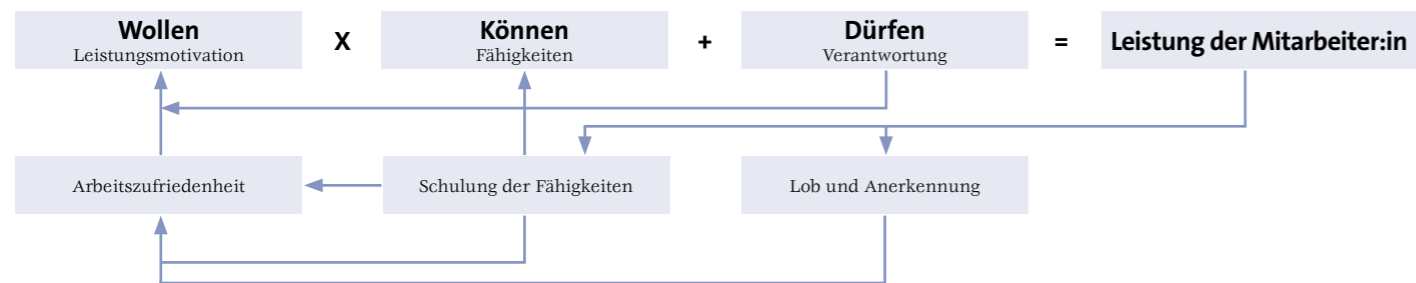 Wollen
Leistungsmotivation
X
Können
Fähigkeiten
+
Dürfen
Verantwortung
=
Leistung der Mitarbeiter:in
Arbeitszufriedenheit
Schulung der Fähigkeiten
Lob und Anerkennung